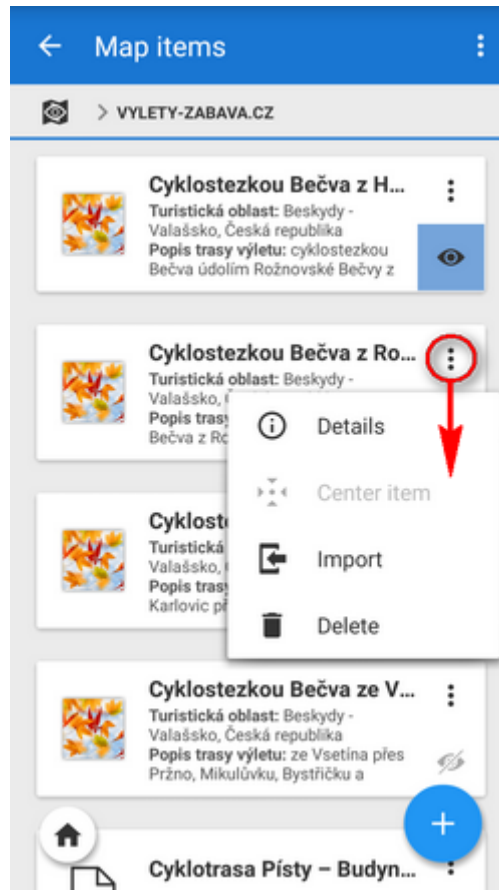 Map items
> VYLETY-ZABAVA.CZ
Cyklostezkou Bečva z H...
Turistická oblast: Beskydy -
Valašsko, Česká republika
Popis trasy výletu: cyklostezkou
Bečva údolím Rožnovské Bečvy z
Cyklostezkou Bečva z Ro...
Turistická oblast: Beskydy -
Valašsko,
Popis trasy
Bečva z Ro
Details
Center item
Import
Delete
Cykloste
Turistická
Valašsko,
Popis trasy
Karlovic př
Cyklostezkou Bečva ze V...
Turistická oblast: Beskydy -
Valašsko, Česká republika
Popis trasy výletu: ze Vsetína přes
Pržno, Mikulůvku, Bystřičku a
Cyklotrasa Písty – Budyn...